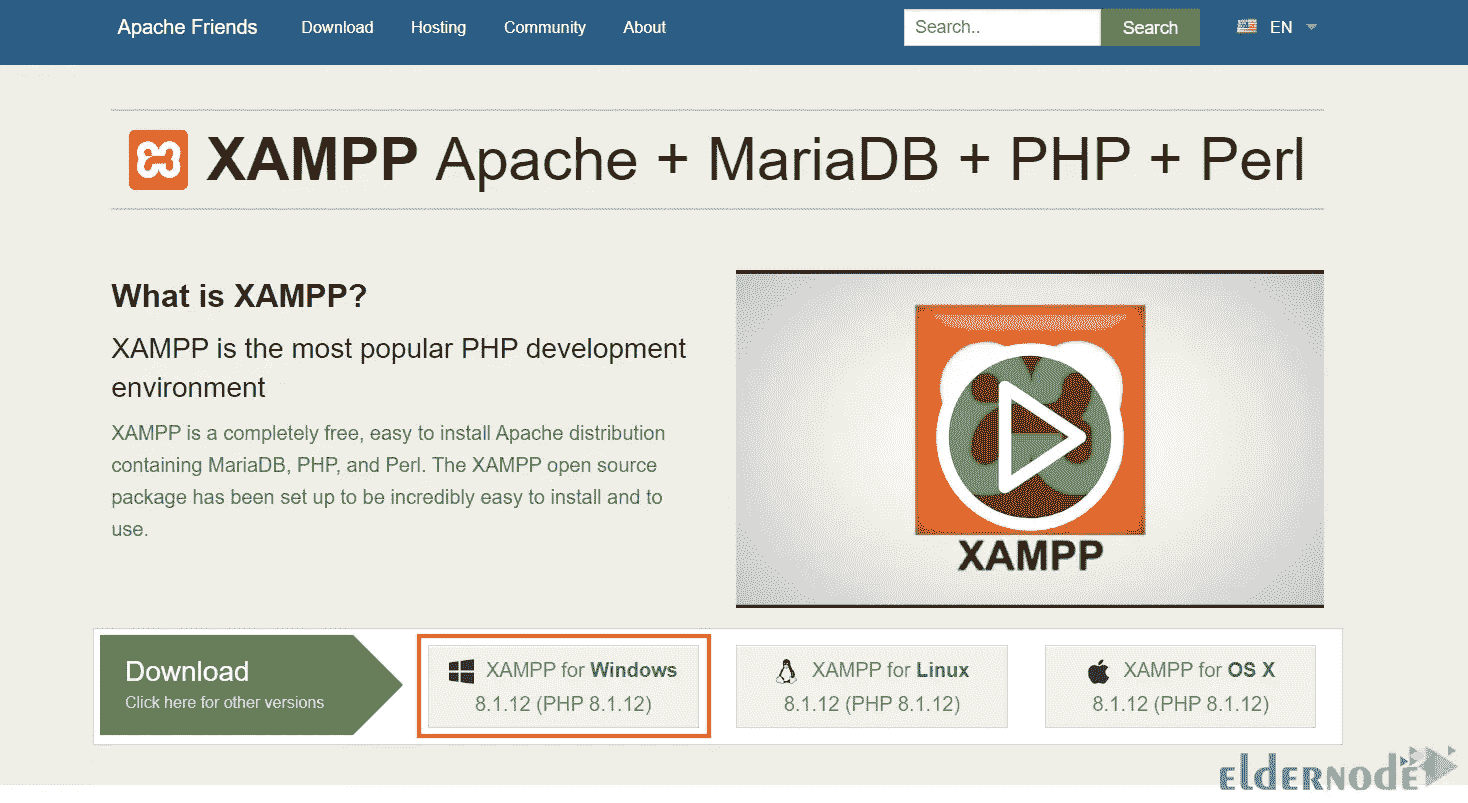 Apache Friends Download Hosting Community About Search.. Search EN
XAMPP Apache + MariaDB + PHP + Perl
What is XAMPP?
XAMPP is the most popular PHP development
environment
XAMPP is a completely free, easy to install Apache distribution
containing MariaDB, PHP, and Perl. The XAMPP open source
package has been set up to be incredibly easy to install and to
use.
XAMPP
Download
Click here for other versions
XAMPP for Windows
8.1.12 (PHP 8.1.12)
XAMPP for Linux
8.1.12 (PHP 8.1.12)
XAMPP for OS X
8.1.12 (PHP 8.1.12)
elderNode